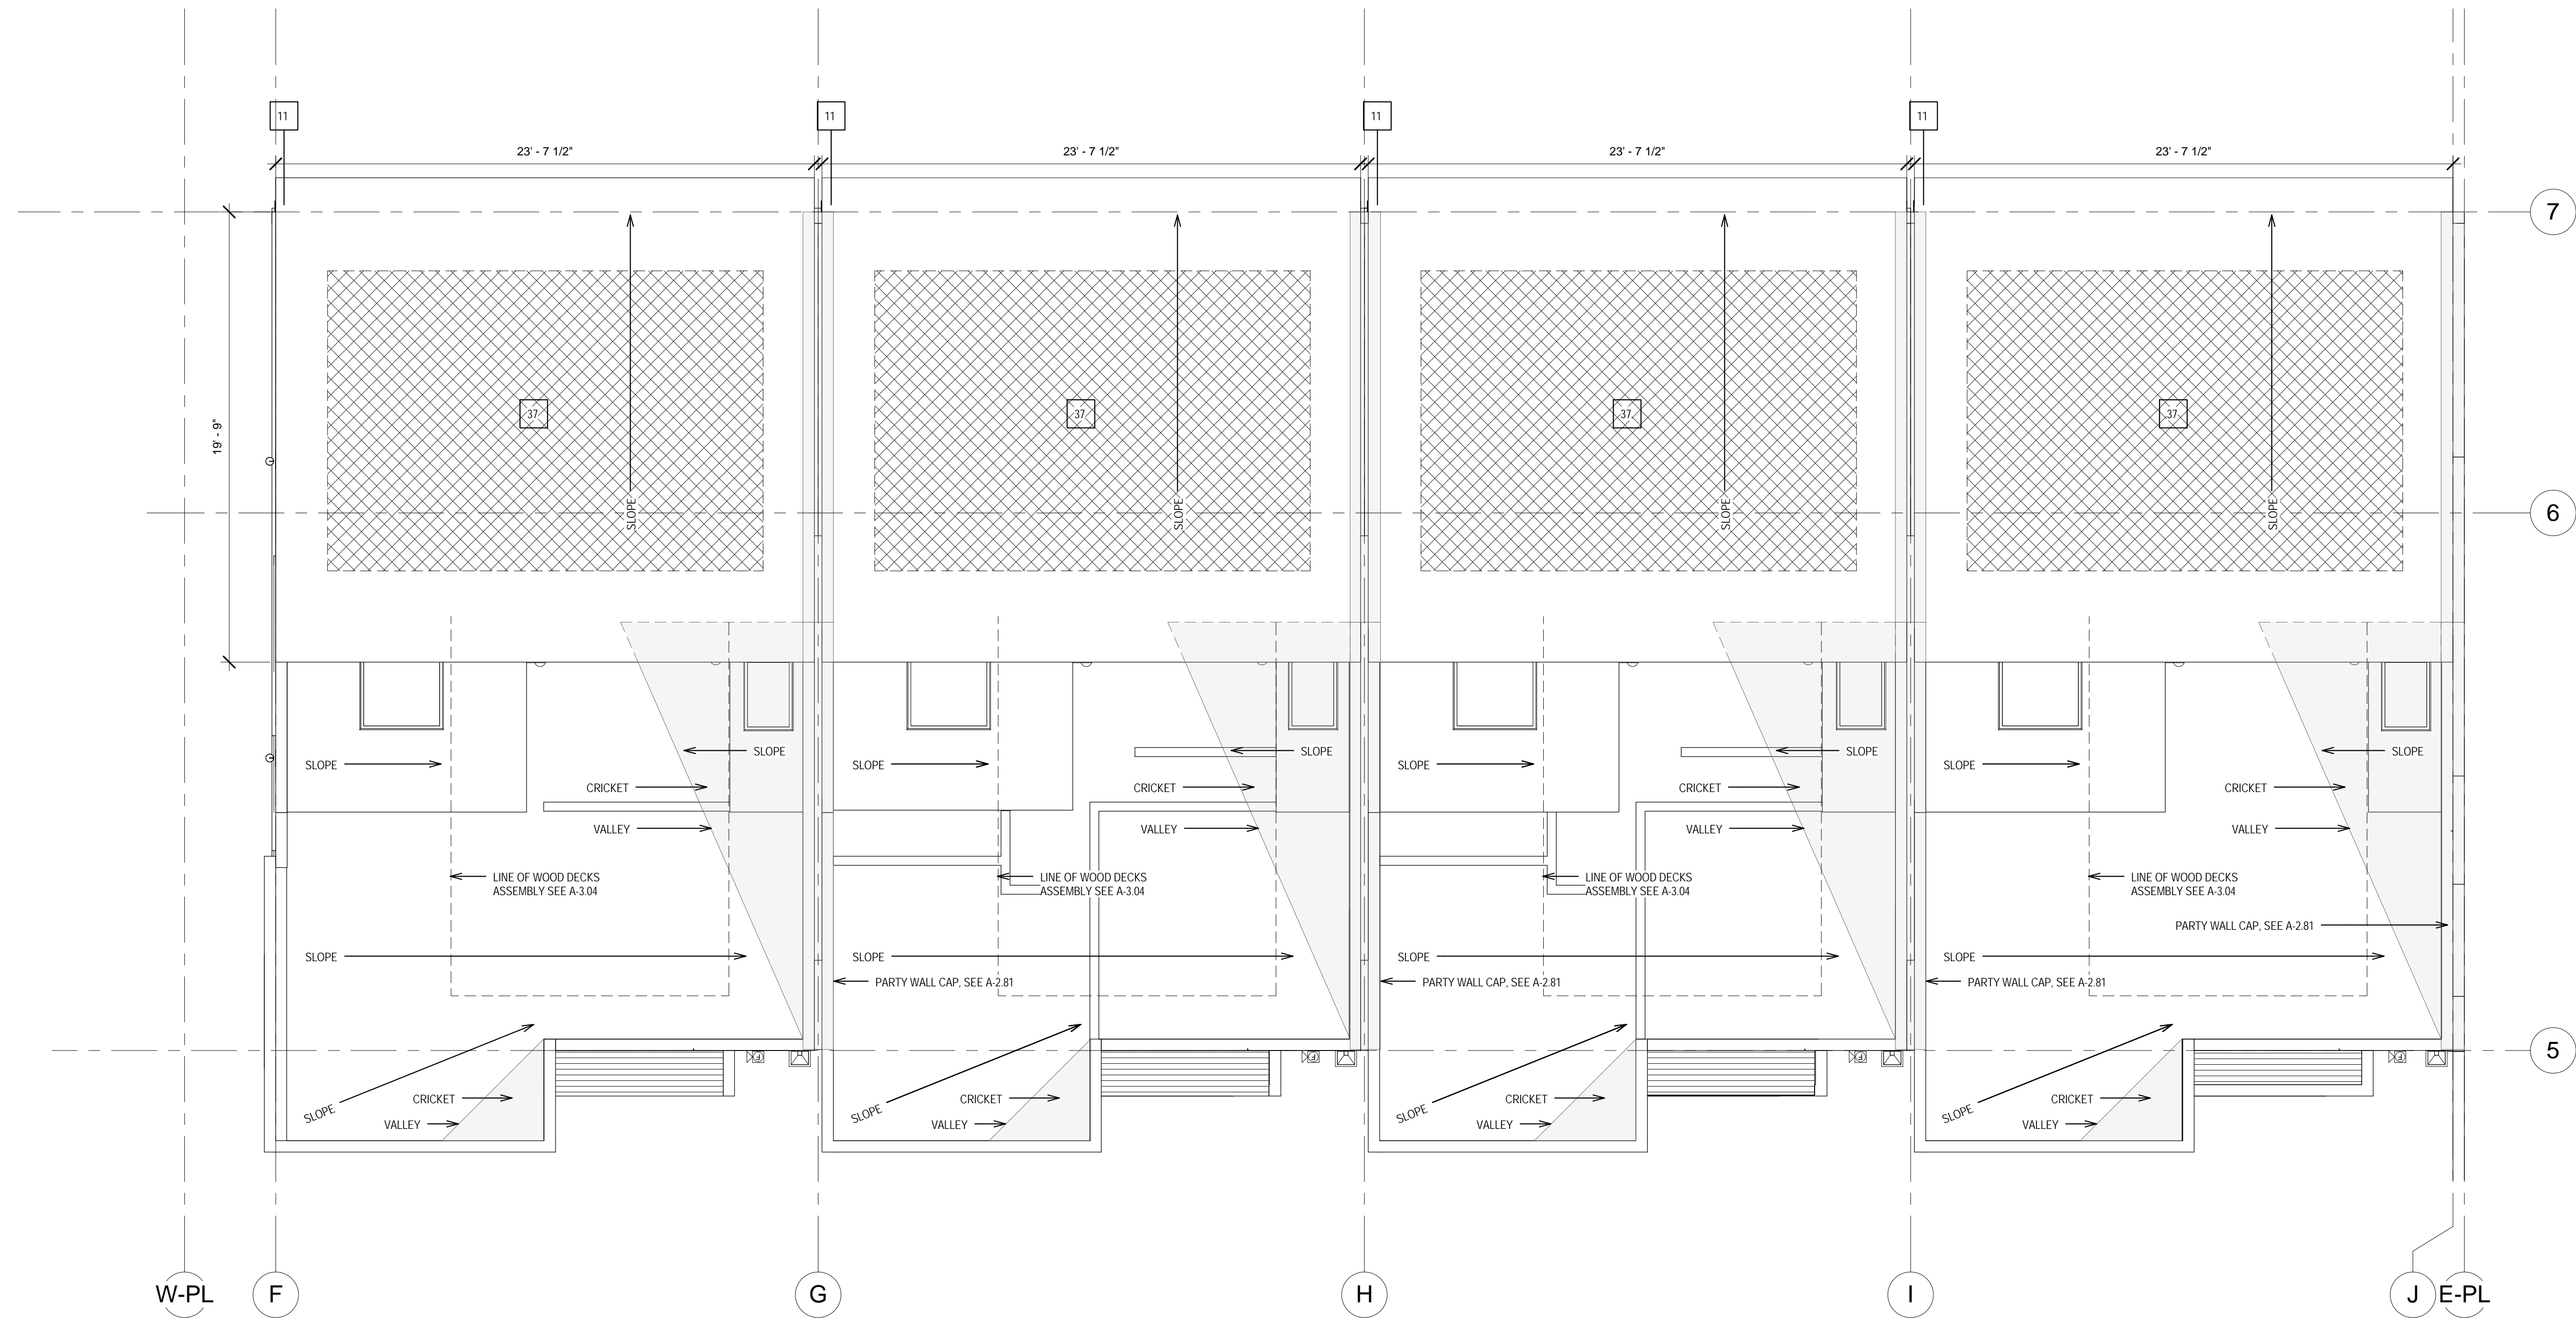 11
11
11
11
23' - 7 1/2"
23' - 7 1/2"
23' - 7 1/2"
23' - 7 1/2"
7
19' - 9"
37
37
37
37
SLOPE
SLOPE
SLOPE
SLOPE
6
SLOPE
SLOPE
SLOPE
SLOPE
SLOPE
SLOPE
SLOPE
SLOPE
CRICKET
CRICKET
CRICKET
CRICKET
VALLEY
VALLEY
VALLEY
VALLEY
LINE OF WOOD DECKS
ASSEMBLY SEE A-3.04
LINE OF WOOD DECKS
ASSEMBLY SEE A-3.04
LINE OF WOOD DECKS
ASSEMBLY SEE A-3.04
LINE OF WOOD DECKS
ASSEMBLY SEE A-3.04
PARTY WALL CAP, SEE A-2.81
SLOPE
SLOPE
SLOPE
SLOPE
PARTY WALL CAP, SEE A-2.81
PARTY WALL CAP, SEE A-2.81
PARTY WALL CAP, SEE A-2.81
5
SLOPE
SLOPE
SLOPE
SLOPE
CRICKET
CRICKET
CRICKET
CRICKET
VALLEY
VALLEY
VALLEY
VALLEY
W-PL
F
G
H
I
J
E-PL